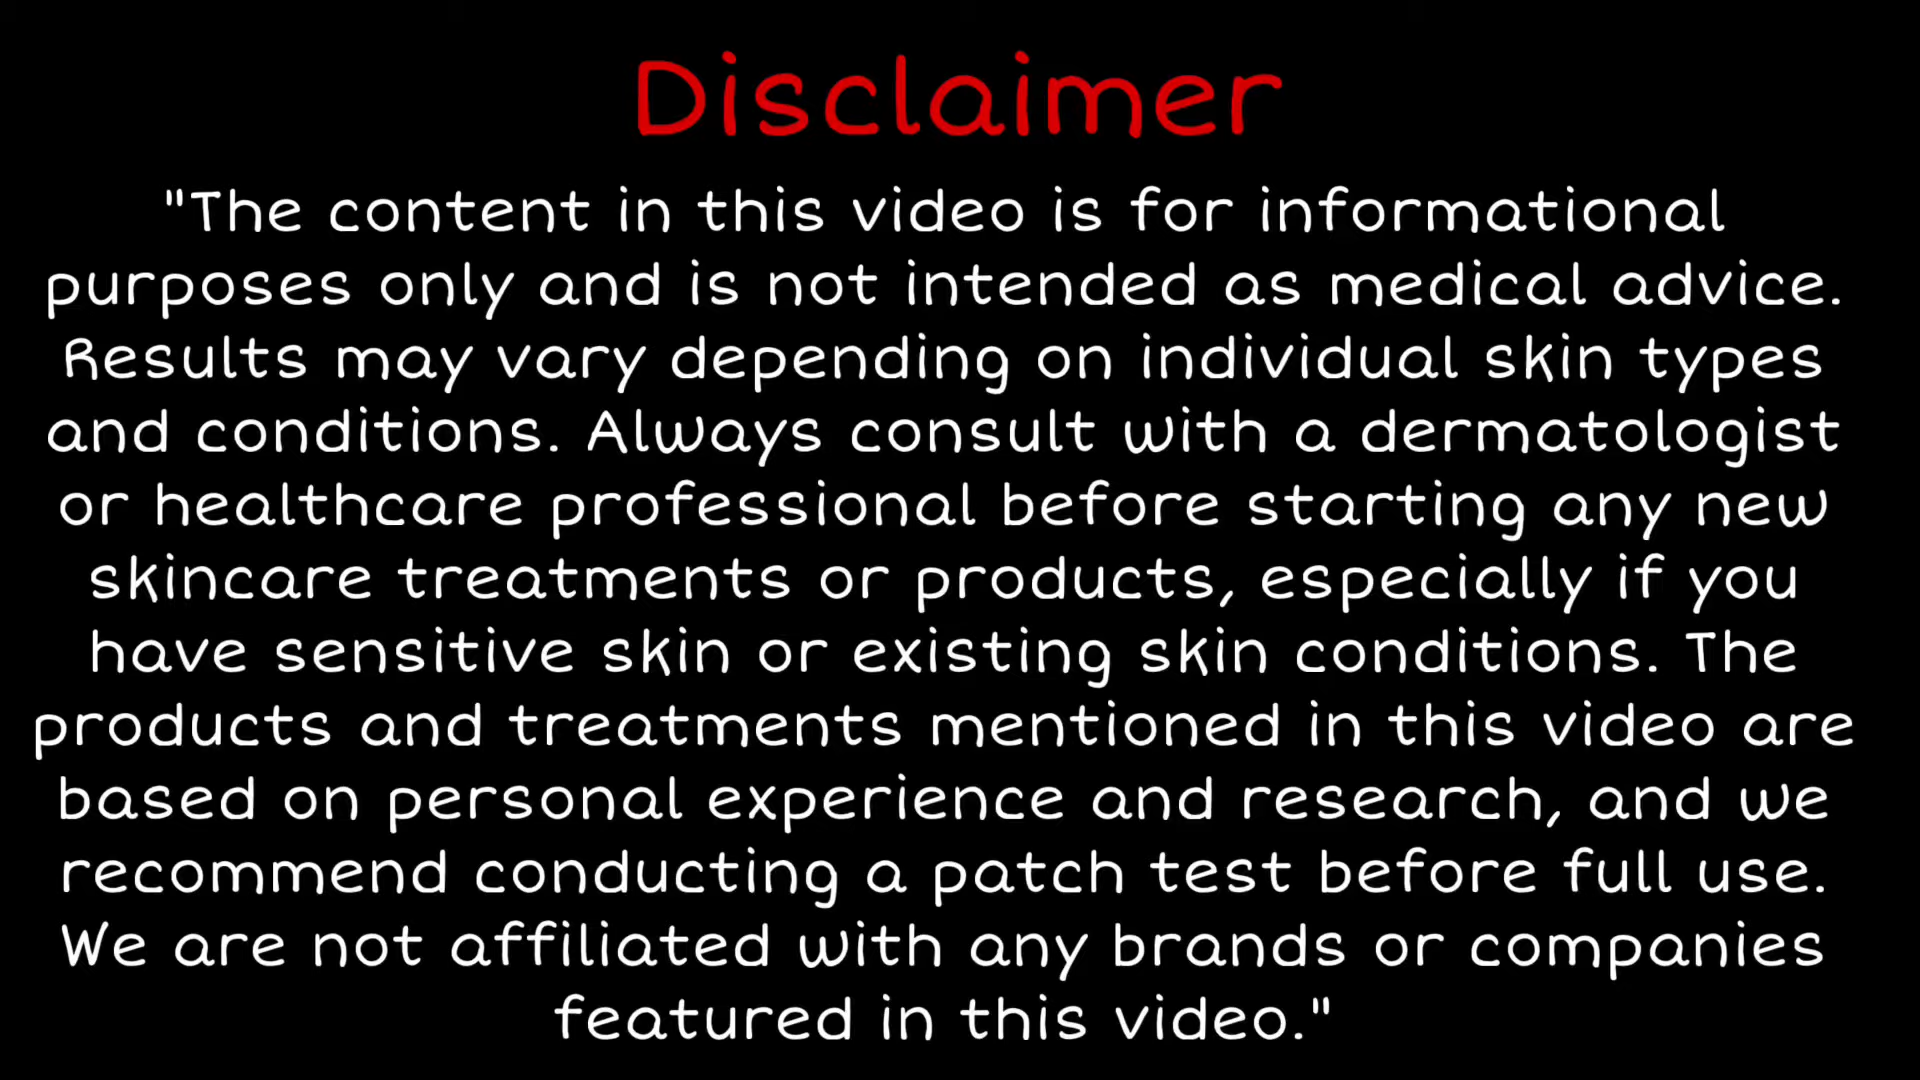 Disclaimer
"The content in this video is for informational
purposes only and is not intended as medical advice.
Results may vary depending on individual skin types
and conditions. Always consult with a dermatologist
or healthcare professional before starting any new
skincare treatments or products, especially if you
have sensitive skin or existing skin conditions. The
products and treatments mentioned in this video are
based on personal experience and research, and we
recommend conducting a patch test before full use.
We are not affiliated with any brands or companies
featured in this video."